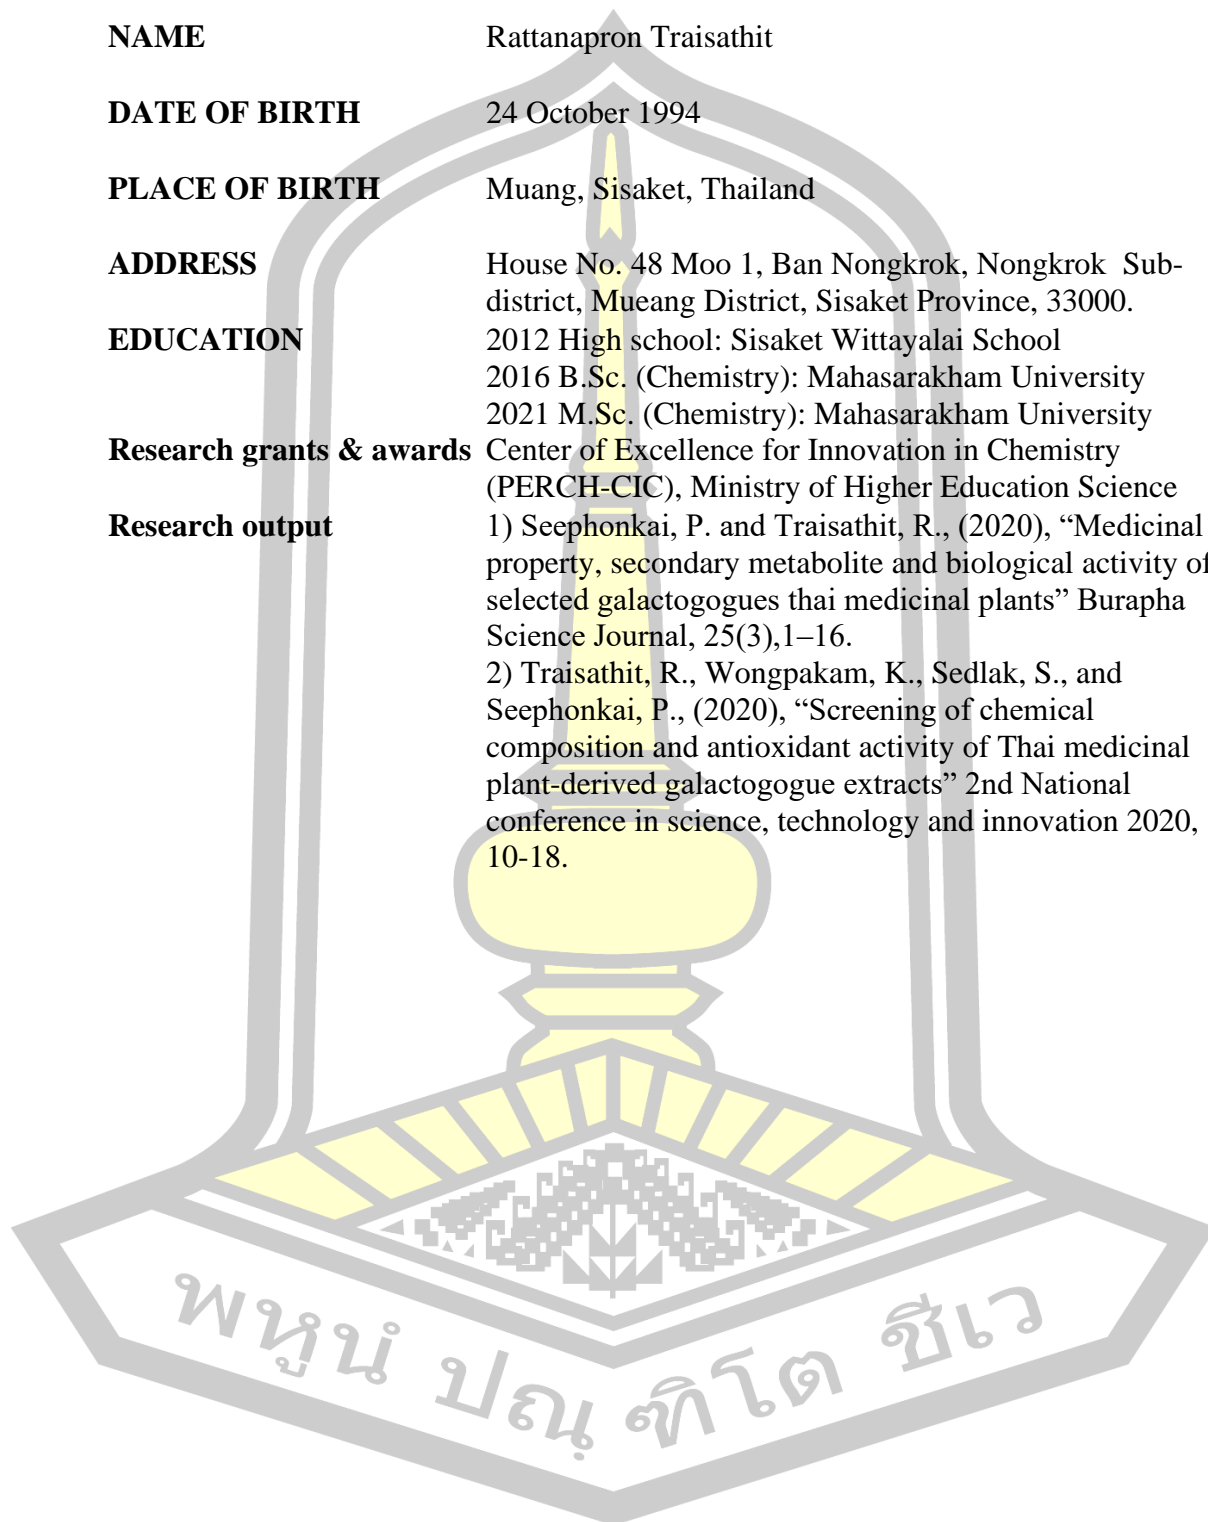 NAME Rattanapron Traisathit
DATE OF BIRTH 24 October 1994
PLACE OF BIRTH Muang, Sisaket, Thailand
ADDRESS House No. 48 Moo 1, Ban Nongkrok, Nongkrok Sub-
district, Mueang District, Sisaket Province, 33000.
EDUCATION 2012 High school: Sisaket Wittayalai School
2016 B.Sc. (Chemistry): Mahasarakham University
2021 M.Sc. (Chemistry): Mahasarakham University
Research grants & awards Center of Excellence for Innovation in Chemistry
(PERCH-CIC), Ministry of Higher Education Science
Research output 1) Seephonkai, P. and Traisathit, R., (2020), “Medicinal
property, secondary metabolite and biological activity of
selected galactogogues thai medicinal plants” Burapha
Science Journal, 25(3),1–16.
2) Traisathit, R., Wongpakam, K., Sedlak, S., and
Seephonkai, P., (2020), “Screening of chemical
composition and antioxidant activity of Thai medicinal
plant-derived galactogogue extracts” 2nd National
conference in science, technology and innovation 2020,
10-18.
พหูนํ ปณฺฑิโต ชีเว